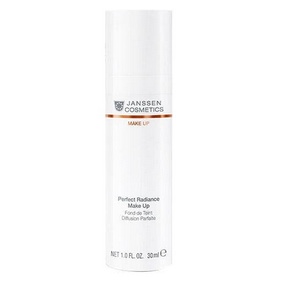 JANSSEN
COSMETICS
MAKE UP
Perfect Radiance
Make Up
Fond de Teint
Diffusion Parfaite
NET 1.0 FL. OZ. 30ml ℮